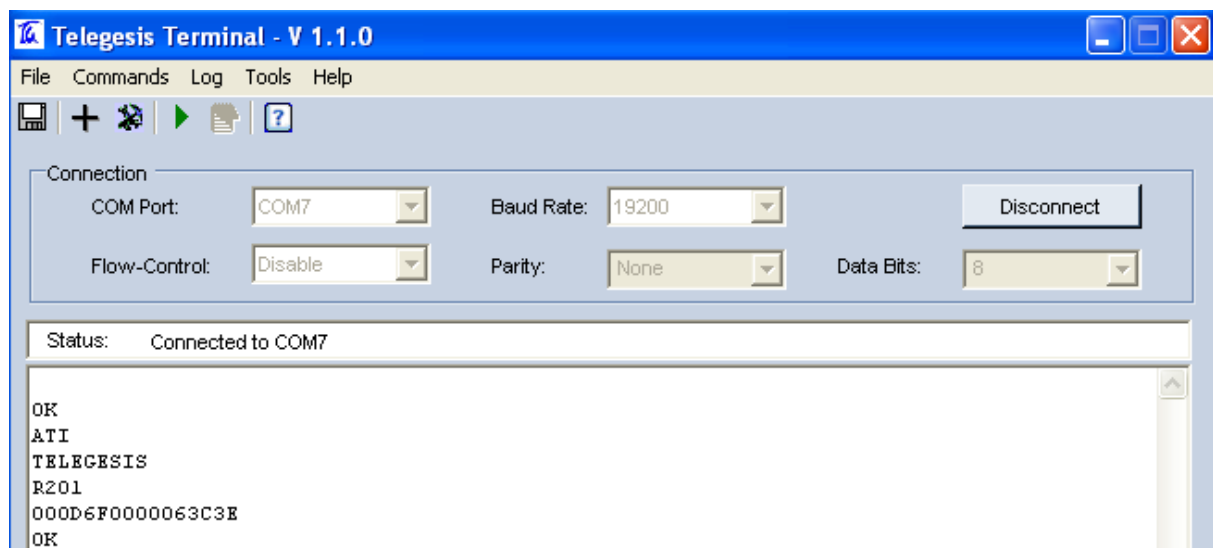 Telegesis Terminal - V 1.1.0
File Commands Log Tools Help
Connection
COM Port: COM7 Baud Rate: 19200 Disconnect
Flow-Control: Disable Parity: None Data Bits: 8
Status: Connected to COM7
OK
ATI
TELEGESIS
R201
000D6F0000063C3E
OK